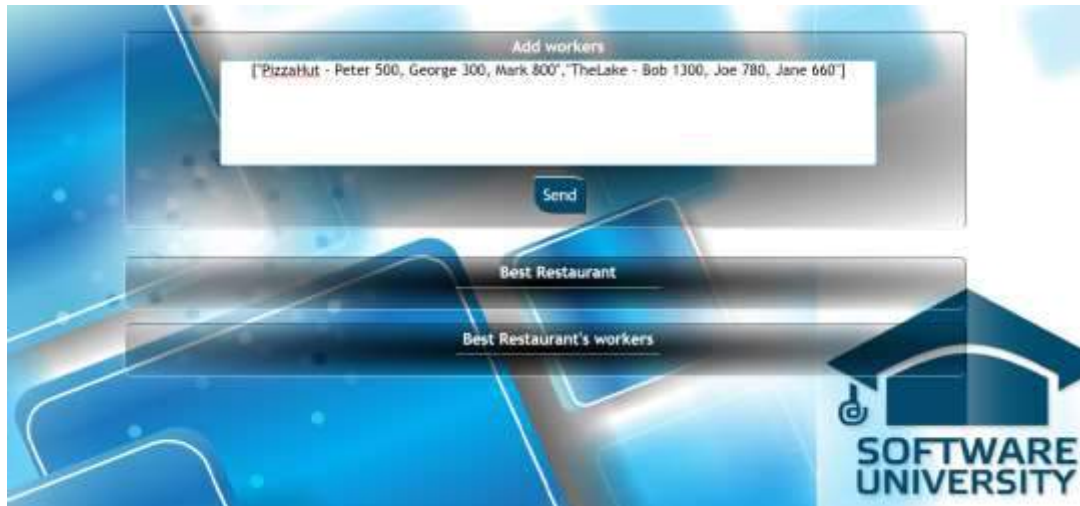 Add workers
["PizzaHut - Peter 500, George 300, Mark 800","TheLake - Bob 1300, Joe 780, Jane 660"]
Send
Best Restaurant
Best Restaurant's workers
SOFTWARE
UNIVERSITY